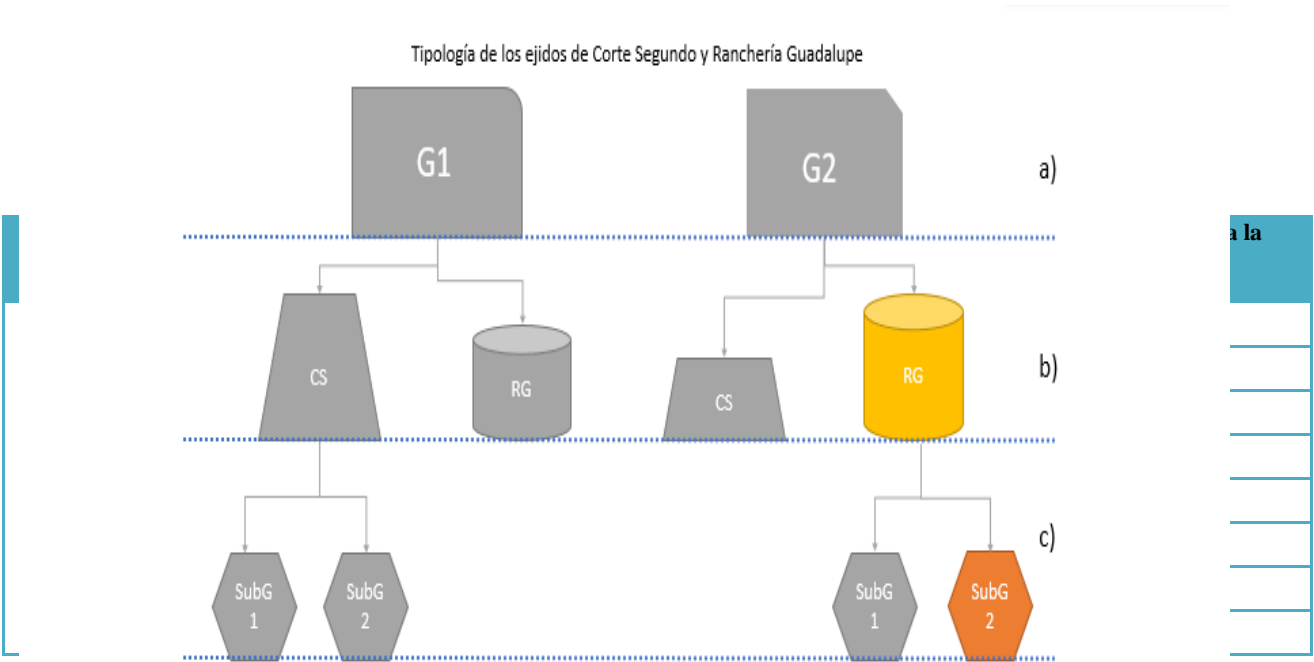 Tipología de los ejidos de Corte Segundo y Ranchería Guadalupe
G1
G2
a)
a la
CS
RG
CS
RG
b)
SubG
1
SubG
2
SubG
1
SubG
2
c)